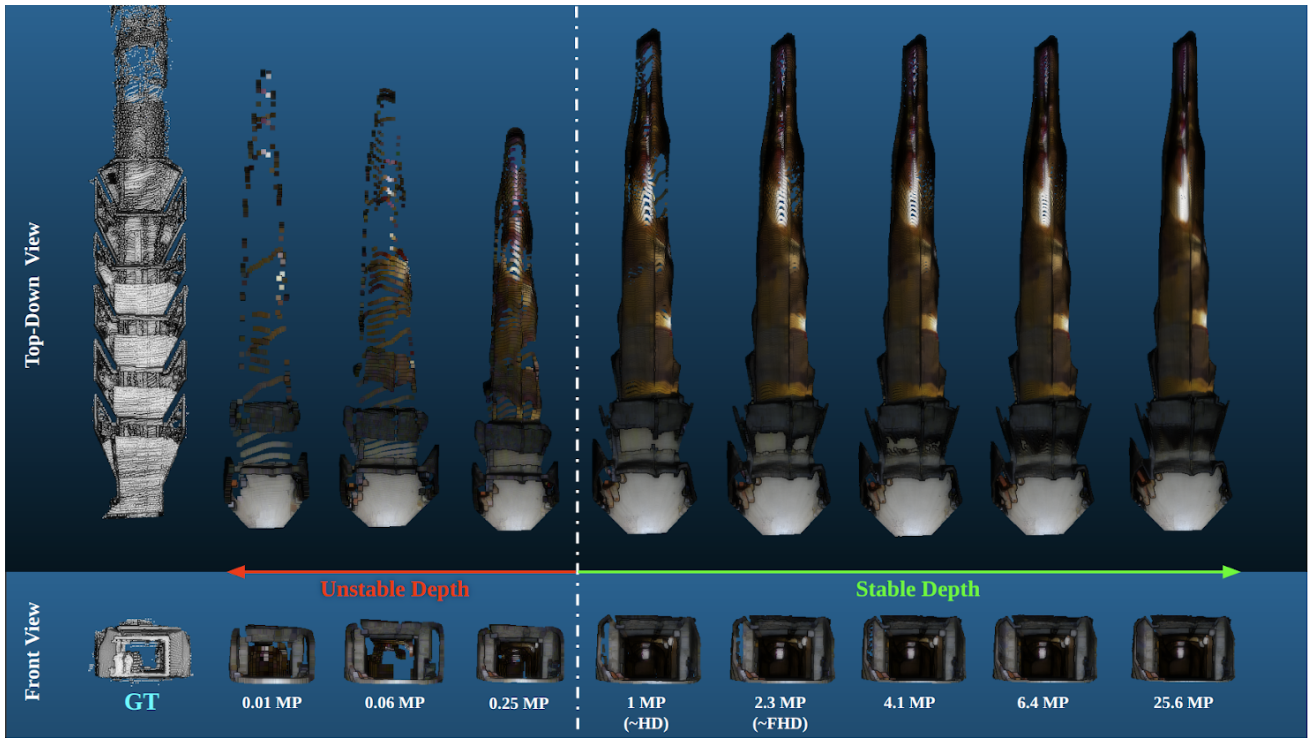 Top-Down View
Unstable Depth
Stable Depth
Front View
GT
0.01 MP
0.06 MP
0.25 MP
1 MP
(~HD)
2.3 MP
(~FHD)
4.1 MP
6.4 MP
25.6 MP